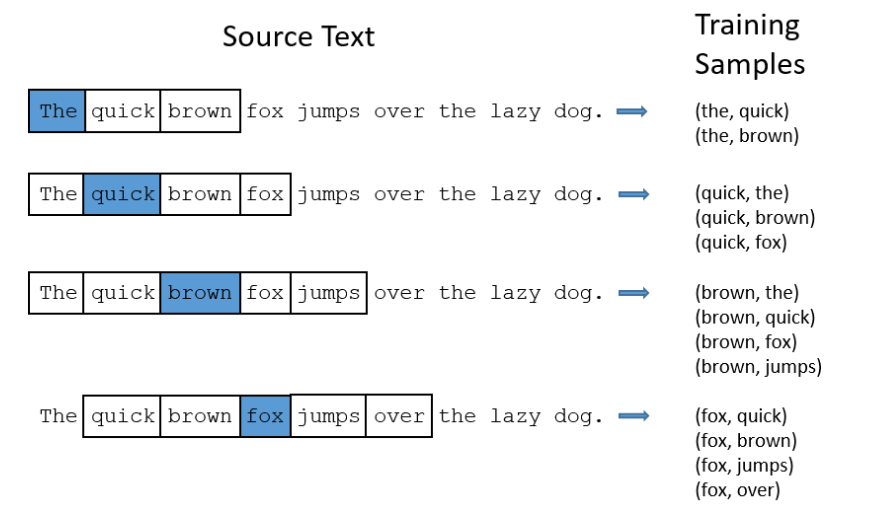 Source Text
Training
Samples
The quick brown fox jumps over the lazy dog.
(the, quick)
(the, brown)
The quick brown fox jumps over the lazy dog.
(quick, the)
(quick, brown)
(quick, fox)
The quick brown fox jumps over the lazy dog.
(brown, the)
(brown, quick)
(brown, fox)
(brown, jumps)
The quick brown fox jumps over the lazy dog.
(fox, quick)
(fox, brown)
(fox, jumps)
(fox, over)